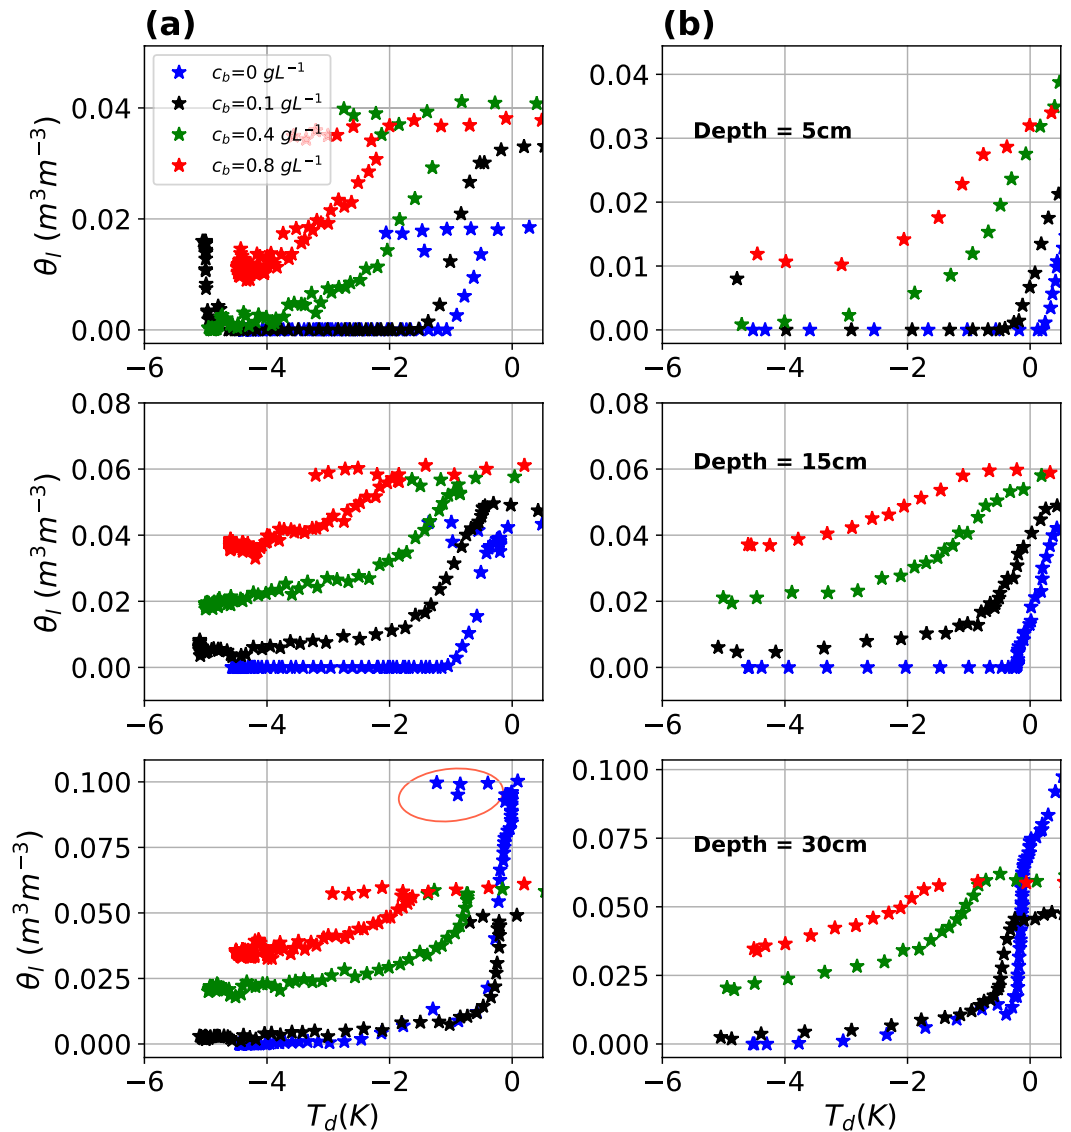 (a) (b)
c_b=0 gL⁻¹
c_b=0.1 gL⁻¹
c_b=0.4 gL⁻¹
c_b=0.8 gL⁻¹
θ_l (m³m⁻³)
0.04
0.02
0.00
−6 −4 −2 0
Depth = 5cm
0.04
0.03
0.02
0.01
0.00
−6 −4 −2 0
θ_l (m³m⁻³)
0.08
0.06
0.04
0.02
0.00
−6 −4 −2 0
Depth = 15cm
0.08
0.06
0.04
0.02
0.00
−6 −4 −2 0
θ_l (m³m⁻³)
0.100
0.075
0.050
0.025
0.000
−6 −4 −2 0
T_d(K)
Depth = 30cm
0.100
0.075
0.050
0.025
0.000
−6 −4 −2 0
T_d(K)